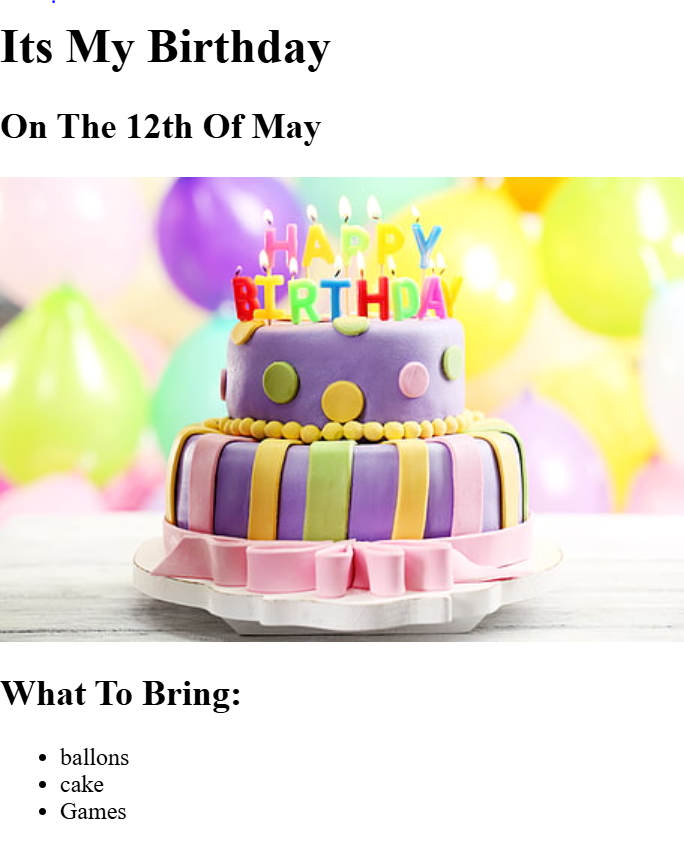 Its My Birthday
On The 12th Of May
HAPPY
BIRTHDAY
What To Bring:
ballons
cake
Games